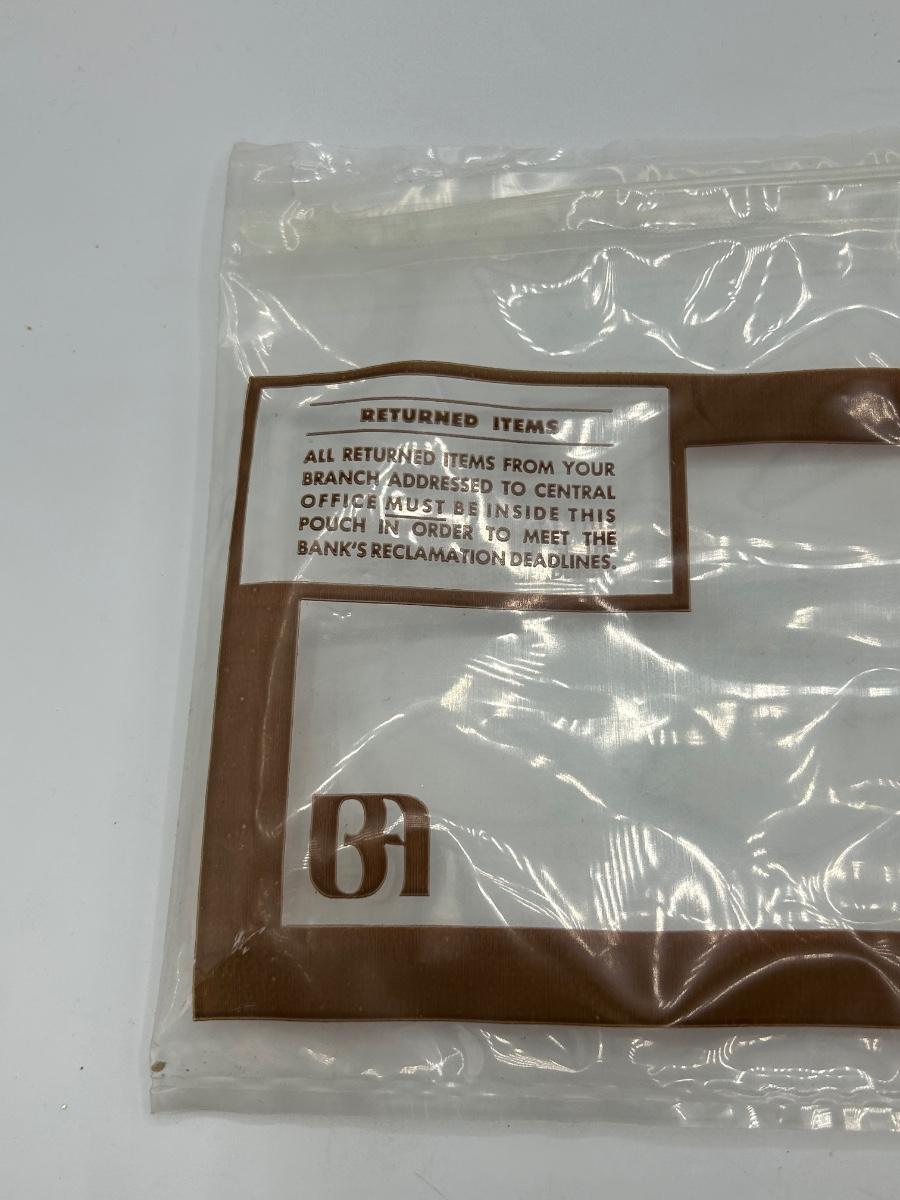 RETURNED ITEMS
ALL RETURNED ITEMS FROM YOUR
BRANCH ADDRESSED TO CENTRAL
OFFICE MUST BE INSIDE THIS
POUCH IN ORDER TO MEET THE
BANK'S RECLAMATION DEADLINES.
BA